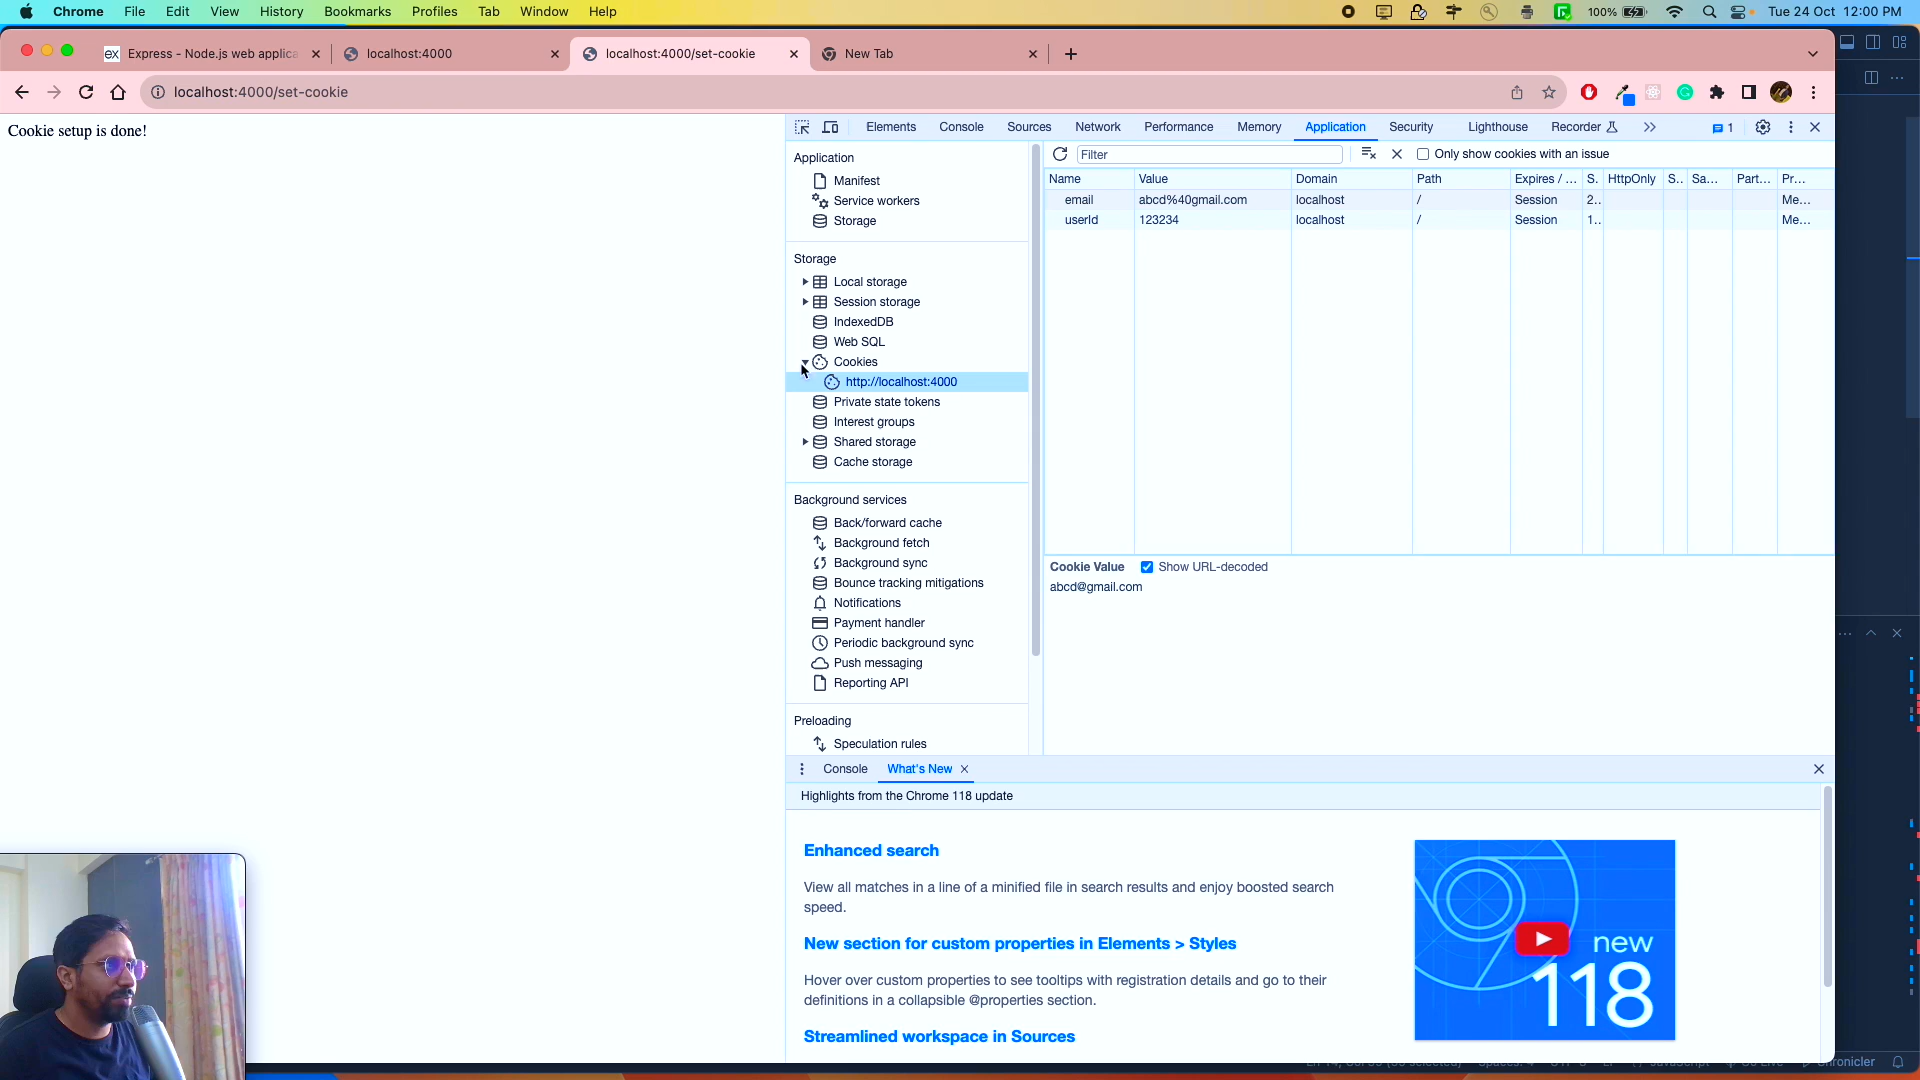 Chrome File Edit View History Bookmarks Profiles Tab Window Help 100% Tue 24 Oct 12:00 PM
ex Express - Node.js web applica localhost:4000 localhost:4000/set-cookie New Tab
localhost:4000/set-cookie
Cookie setup is done!
Elements Console Sources Network Performance Memory Application Security Lighthouse Recorder 1
Application
Manifest
Service workers
Storage
Storage
Local storage
Session storage
IndexedDB
Web SQL
Cookies
http://localhost:4000
Private state tokens
Interest groups
Shared storage
Cache storage
Background services
Back/forward cache
Background fetch
Background sync
Bounce tracking mitigations
Notifications
Payment handler
Periodic background sync
Push messaging
Reporting API
Preloading
Speculation rules
Filter Only show cookies with an issue
Name Value Domain Path Expires / ... S.. HttpOnly S.. Sa... Part... Pr...
email abcd%40gmail.com localhost / Session 2.. Me...
userId 123234 localhost / Session 1.. Me...
Cookie Value Show URL-decoded
abcd@gmail.com
Console What's New
Highlights from the Chrome 118 update
Enhanced search
View all matches in a line of a minified file in search results and enjoy boosted search
speed.
New section for custom properties in Elements > Styles
Hover over custom properties to see tooltips with registration details and go to their
definitions in a collapsible @properties section.
Streamlined workspace in Sources
new
118